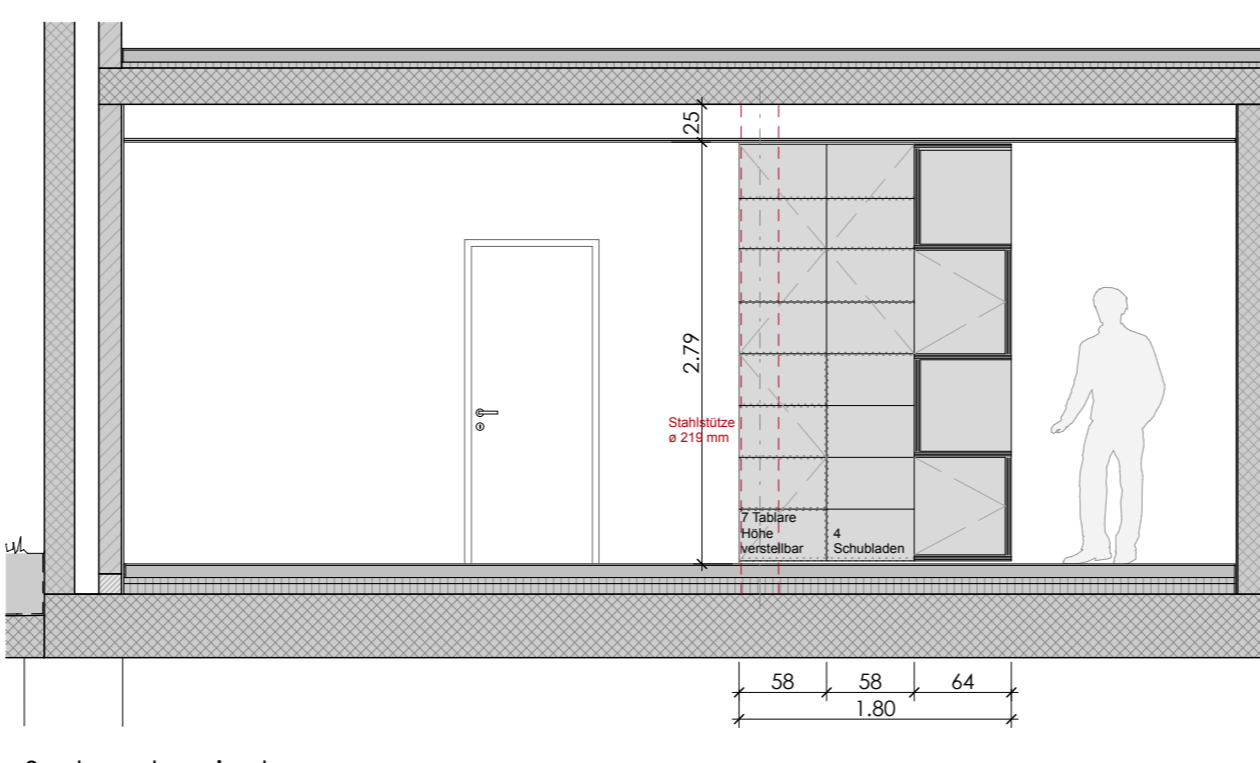 25
2.79
Stahlstütze
ø 219 mm
7 Tablare
Höhe
verstellbar
4
Schubladen
58
58
64
1.80